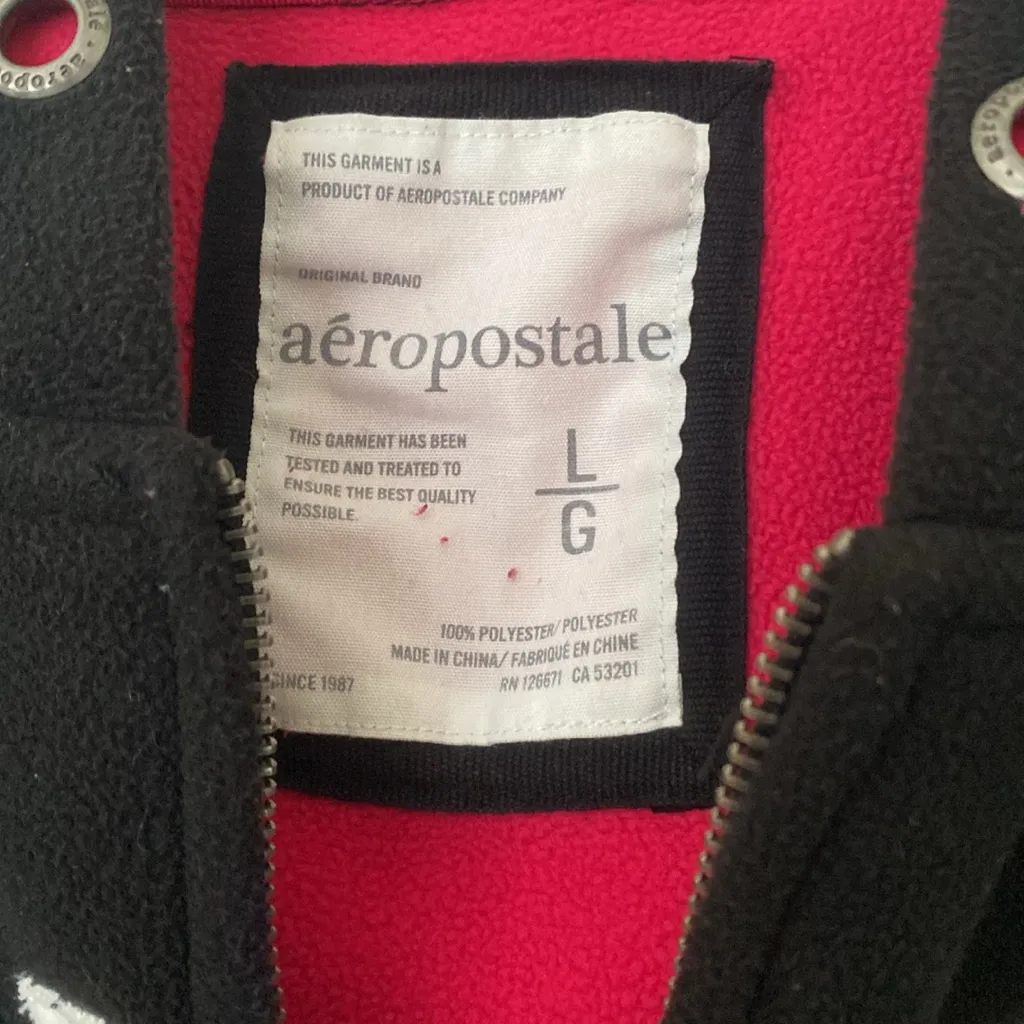 THIS GARMENT IS A
PRODUCT OF AEROPOSTALE COMPANY
ORIGINAL BRAND
aéropostale
THIS GARMENT HAS BEEN
TESTED AND TREATED TO
ENSURE THE BEST QUALITY
POSSIBLE.
L
G
100% POLYESTER/POLYESTER
MADE IN CHINA/ FABRIQUÉ EN CHINE
SINCE 1987
RN 126671 CA 53201